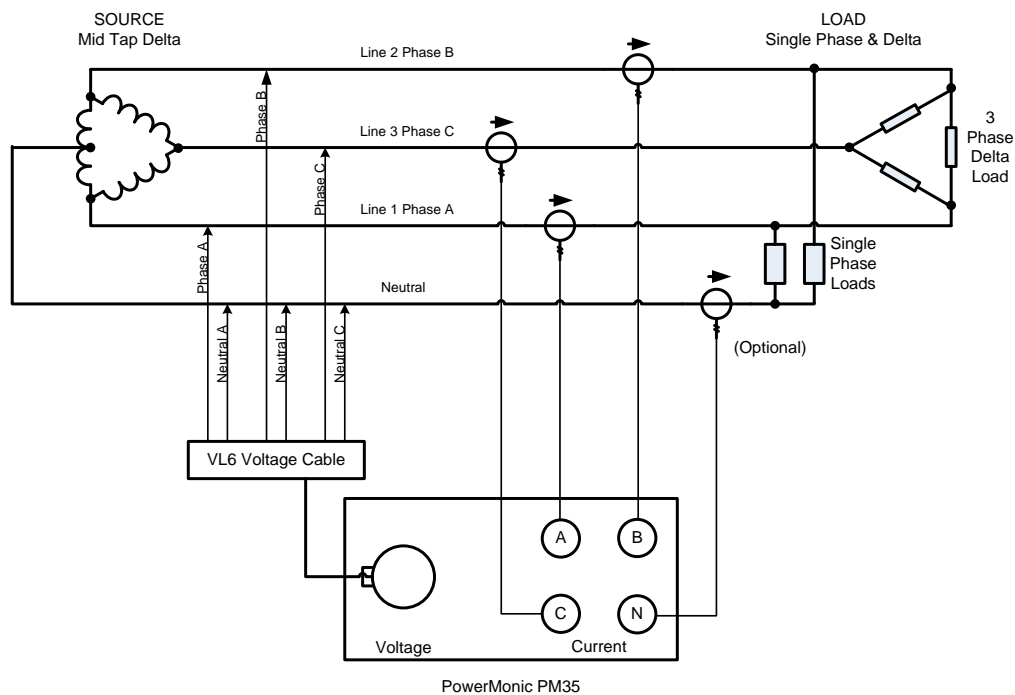 SOURCE
Mid Tap Delta
LOAD
Single Phase & Delta
Line 2 Phase B
Phase B
Line 3 Phase C
3
Phase
Delta
Load
Phase C
Line 1 Phase A
Phase A
Single
Phase
Loads
Neutral
Neutral A
Neutral B
Neutral C
(Optional)
VL6 Voltage Cable
A
B
C
N
Voltage
Current
PowerMonic PM35